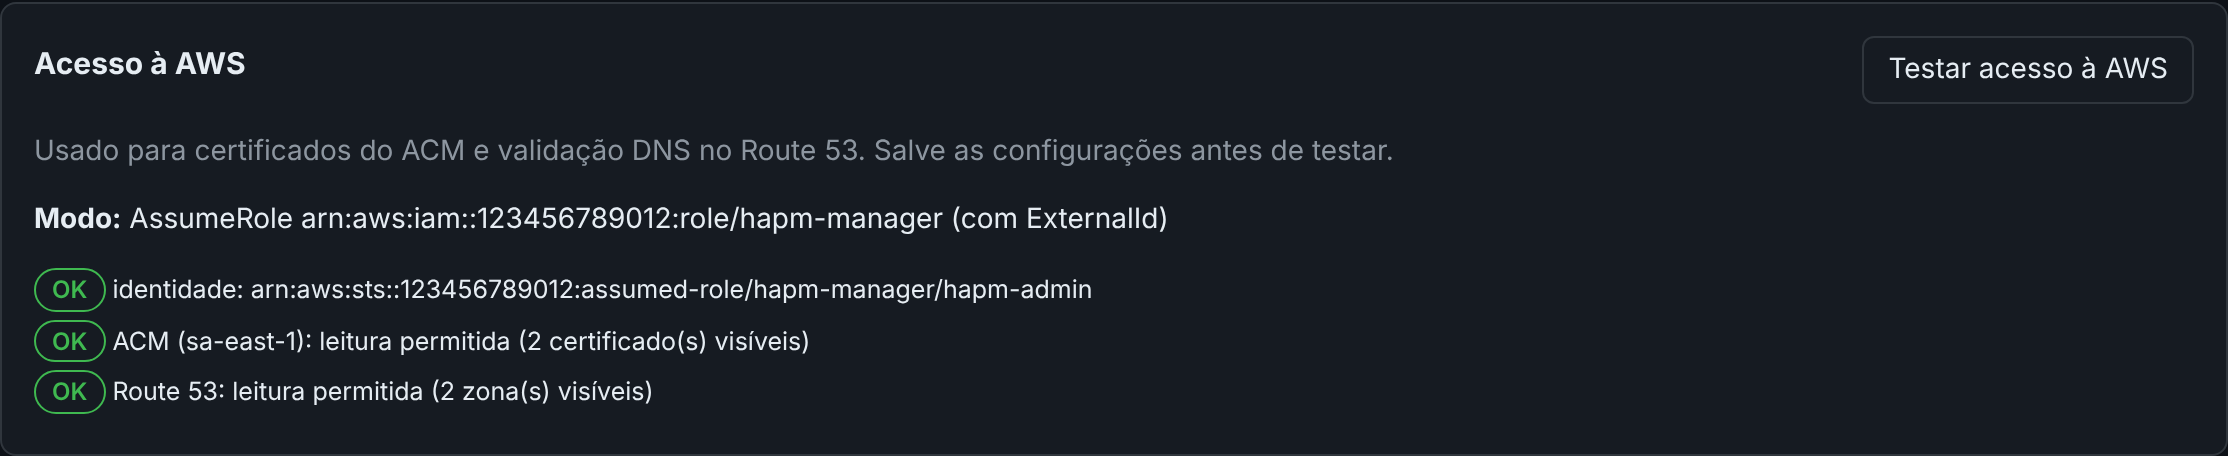 Acesso à AWS
Testar acesso à AWS
Usado para certificados do ACM e validação DNS no Route 53. Salve as configurações antes de testar.
Modo: AssumeRole arn:aws:iam::123456789012:role/hapm-manager (com ExternalId)
OK identidade: arn:aws:sts::123456789012:assumed-role/hapm-manager/hapm-admin
OK ACM (sa-east-1): leitura permitida (2 certificado(s) visíveis)
OK Route 53: leitura permitida (2 zona(s) visíveis)